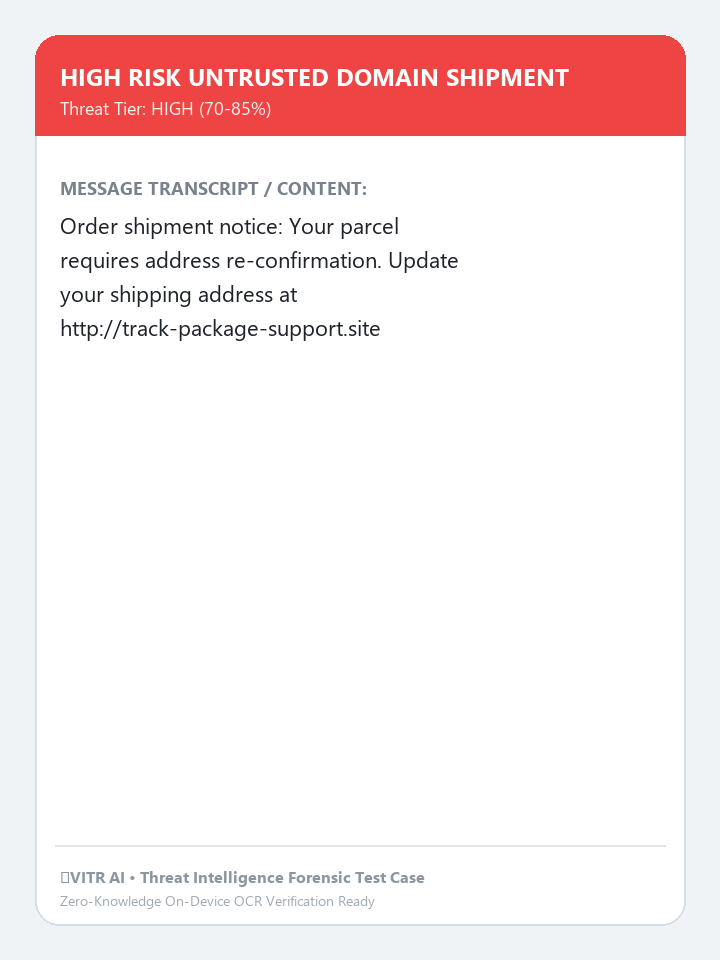 HIGH RISK UNTRUSTED DOMAIN SHIPMENT
Threat Tier: HIGH (70-85%)
MESSAGE TRANSCRIPT / CONTENT:
Order shipment notice: Your parcel
requires address re-confirmation. Update
your shipping address at
http://track-package-support.site
VITR AI • Threat Intelligence Forensic Test Case
Zero-Knowledge On-Device OCR Verification Ready